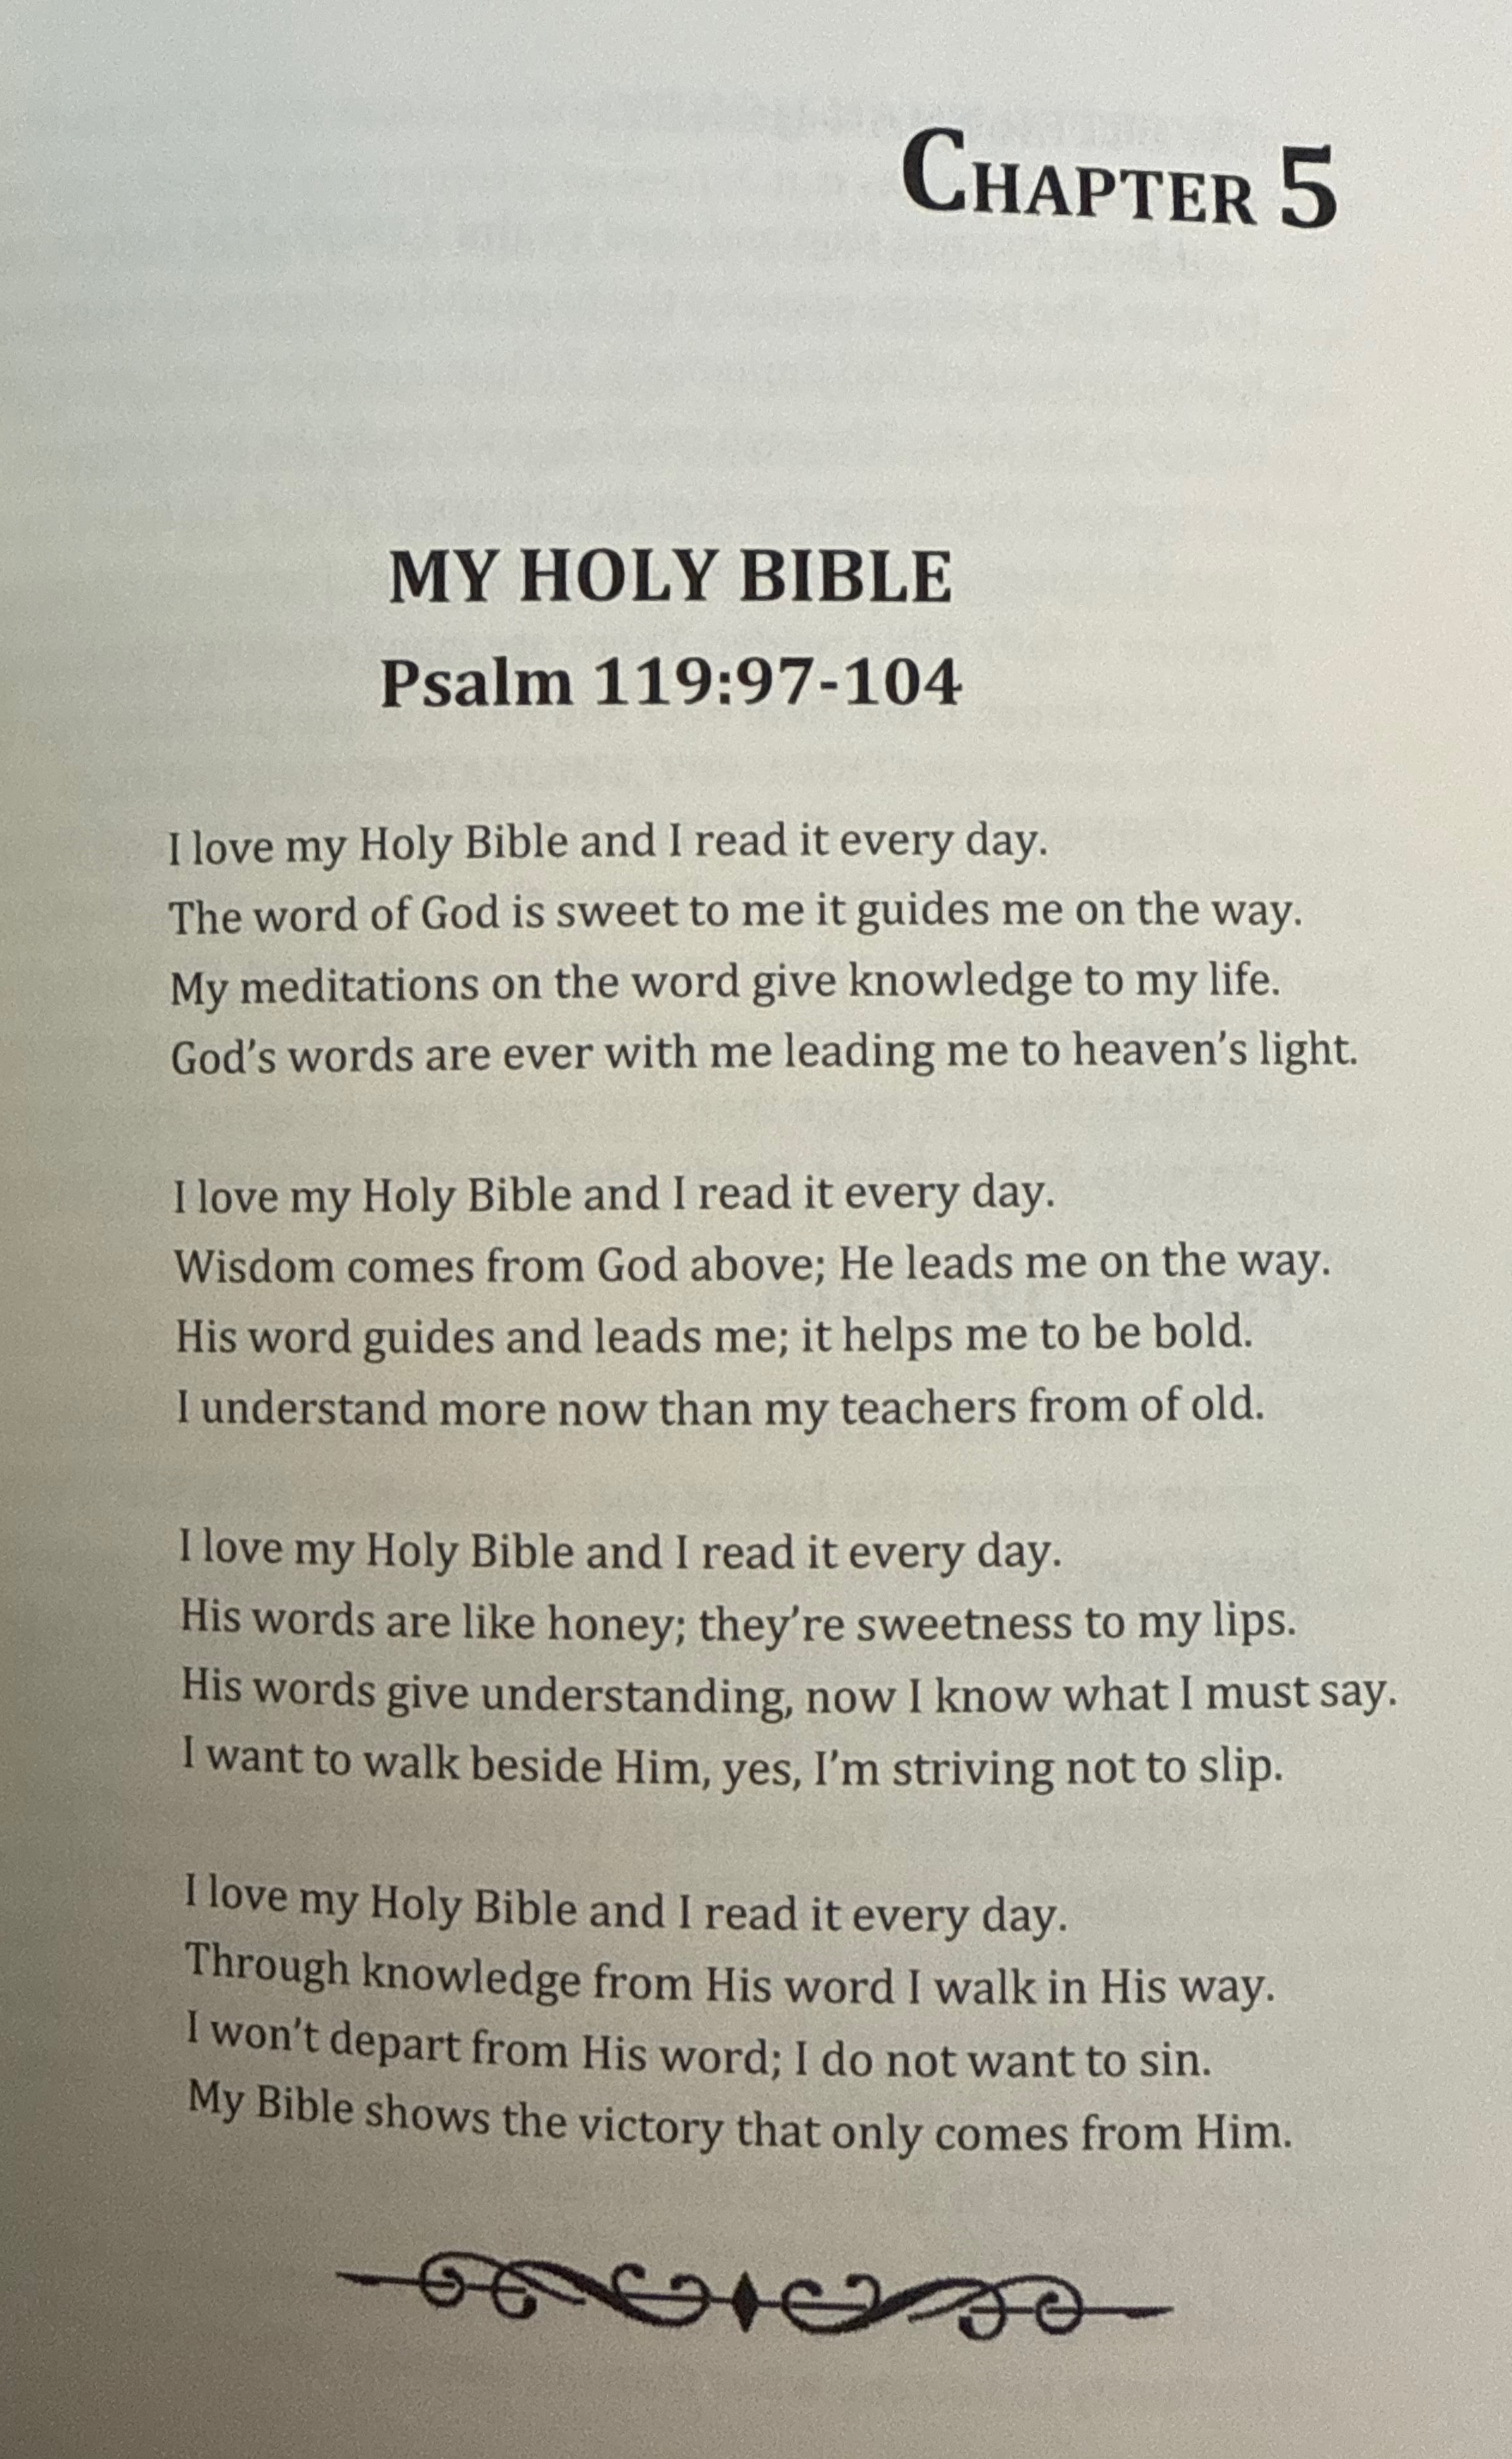 CHAPTER 5
MY HOLY BIBLE
Psalm 119:97-104
I love my Holy Bible and I read it every day.
The word of God is sweet to me it guides me on the way.
My meditations on the word give knowledge to my life.
God's words are ever with me leading me to heaven's light.
I love my Holy Bible and I read it every day.
Wisdom comes from God above; He leads me on the way.
His word guides and leads me; it helps me to be bold.
I understand more now than my teachers from of old.
I love my Holy Bible and I read it every day.
His words are like honey; they're sweetness to my lips.
His words give understanding, now I know what I must say.
I want to walk beside Him, yes, I'm striving not to slip.
I love my Holy Bible and I read it every day.
Through knowledge from His word I walk in His way.
I won't depart from His word; I do not want to sin.
My Bible shows the victory that only comes from Him.